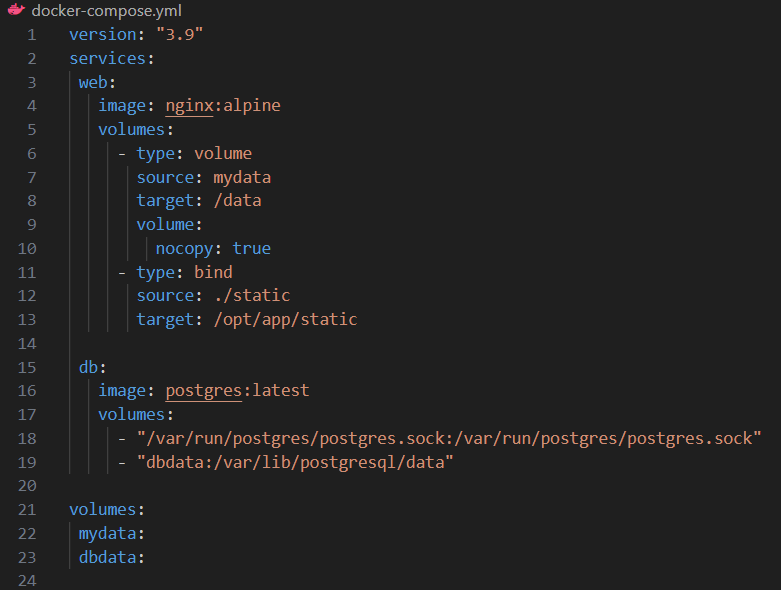 docker-compose.yml
1 version: "3.9"
2 services:
3  web:
4   image: nginx:alpine
5   volumes:
6     - type: volume
7       source: mydata
8       target: /data
9       volume:
10         nocopy: true
11     - type: bind
12       source: ./static
13       target: /opt/app/static
14
15  db:
16   image: postgres:latest
17   volumes:
18     - "/var/run/postgres/postgres.sock:/var/run/postgres/postgres.sock"
19     - "dbdata:/var/lib/postgresql/data"
20
21 volumes:
22  mydata:
23  dbdata:
24